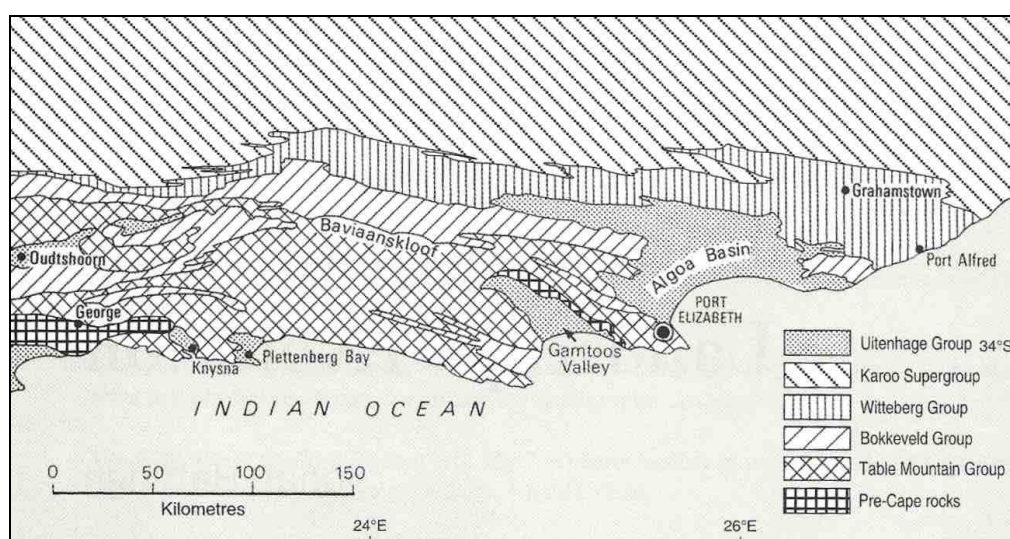 Grahamstown
Baviaanskloof
Oudtshoorn
Algoa Basin
Port Alfred
George
PORT
ELIZABETH
Plettenberg Bay
Knysna
Gamtoos
Valley
INDIAN OCEAN
Uitenhage Group 34°S
Karoo Supergroup
Witteberg Group
Bokkeveld Group
Table Mountain Group
Pre-Cape rocks
0 50 100 150
Kilometres
24°E 26°E